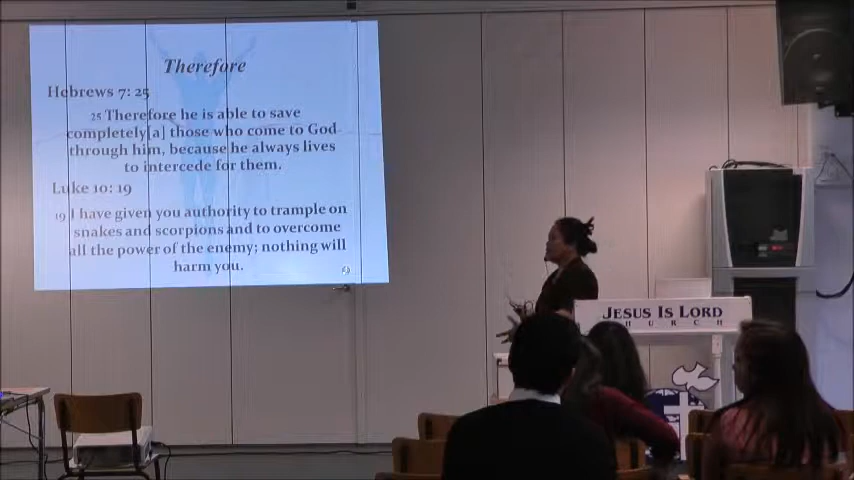 Therefore
Hebrews 7: 25
25 Therefore he is able to save
completely[a] those who come to God
through him, because he always lives
to intercede for them.
Luke 10: 19
19 I have given you authority to trample on
snakes and scorpions and to overcome
all the power of the enemy; nothing will
harm you.
JESUS IS LORD
CHURCH